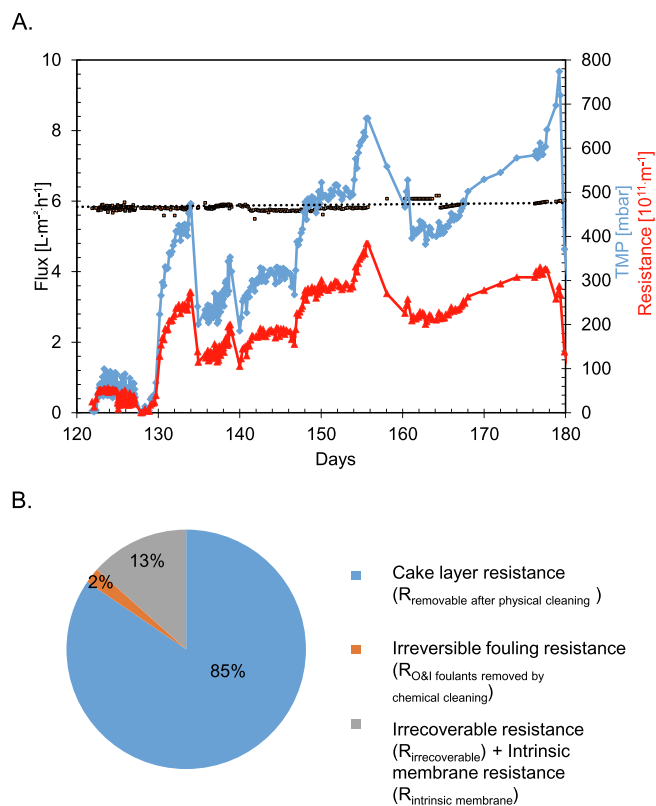 A.
10
8
6
4
2
0
Flux [L·m⁻²·h⁻¹]
800
700
600
500
400
300
200
100
0
TMP [mbar]
Resistance [10¹¹·m⁻¹]
120 130 140 150 160 170 180
Days
B.
13%
2%
85%
Cake layer resistance
(Rremovable after physical cleaning )
Irreversible fouling resistance
(RO&I foulants removed by
chemical cleaning)
Irrecoverable resistance
(Rirrecoverable) + Intrinsic
membrane resistance
(Rintrinsic membrane)